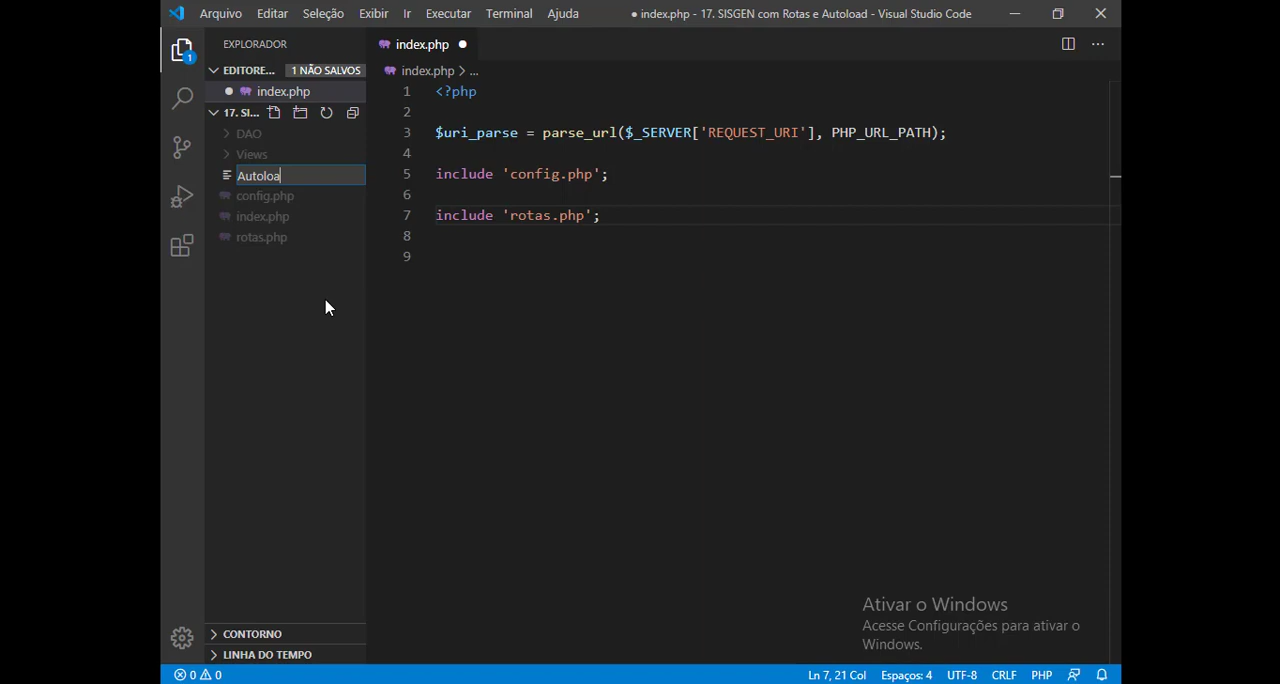 Arquivo Editar Seleção Exibir Ir Executar Terminal Ajuda ● index.php - 17. SISGEN com Rotas e Autoload - Visual Studio Code
EXPLORADOR
index.php
EDITORE... 1 NÃO SALVOS
index.php
17. SI...
DAO
Views
Autoloa
config.php
index.php
rotas.php
CONTORNO
LINHA DO TEMPO
1
index.php > ...
1 <?php
2
3 $uri_parse = parse_url($_SERVER['REQUEST_URI'], PHP_URL_PATH);
4
5 include 'config.php';
6
7 include 'rotas.php';
8
9
Ativar o Windows
Acesse Configurações para ativar o
Windows.
0 0 Ln 7, 21 Col Espaços: 4 UTF-8 CRLF PHP